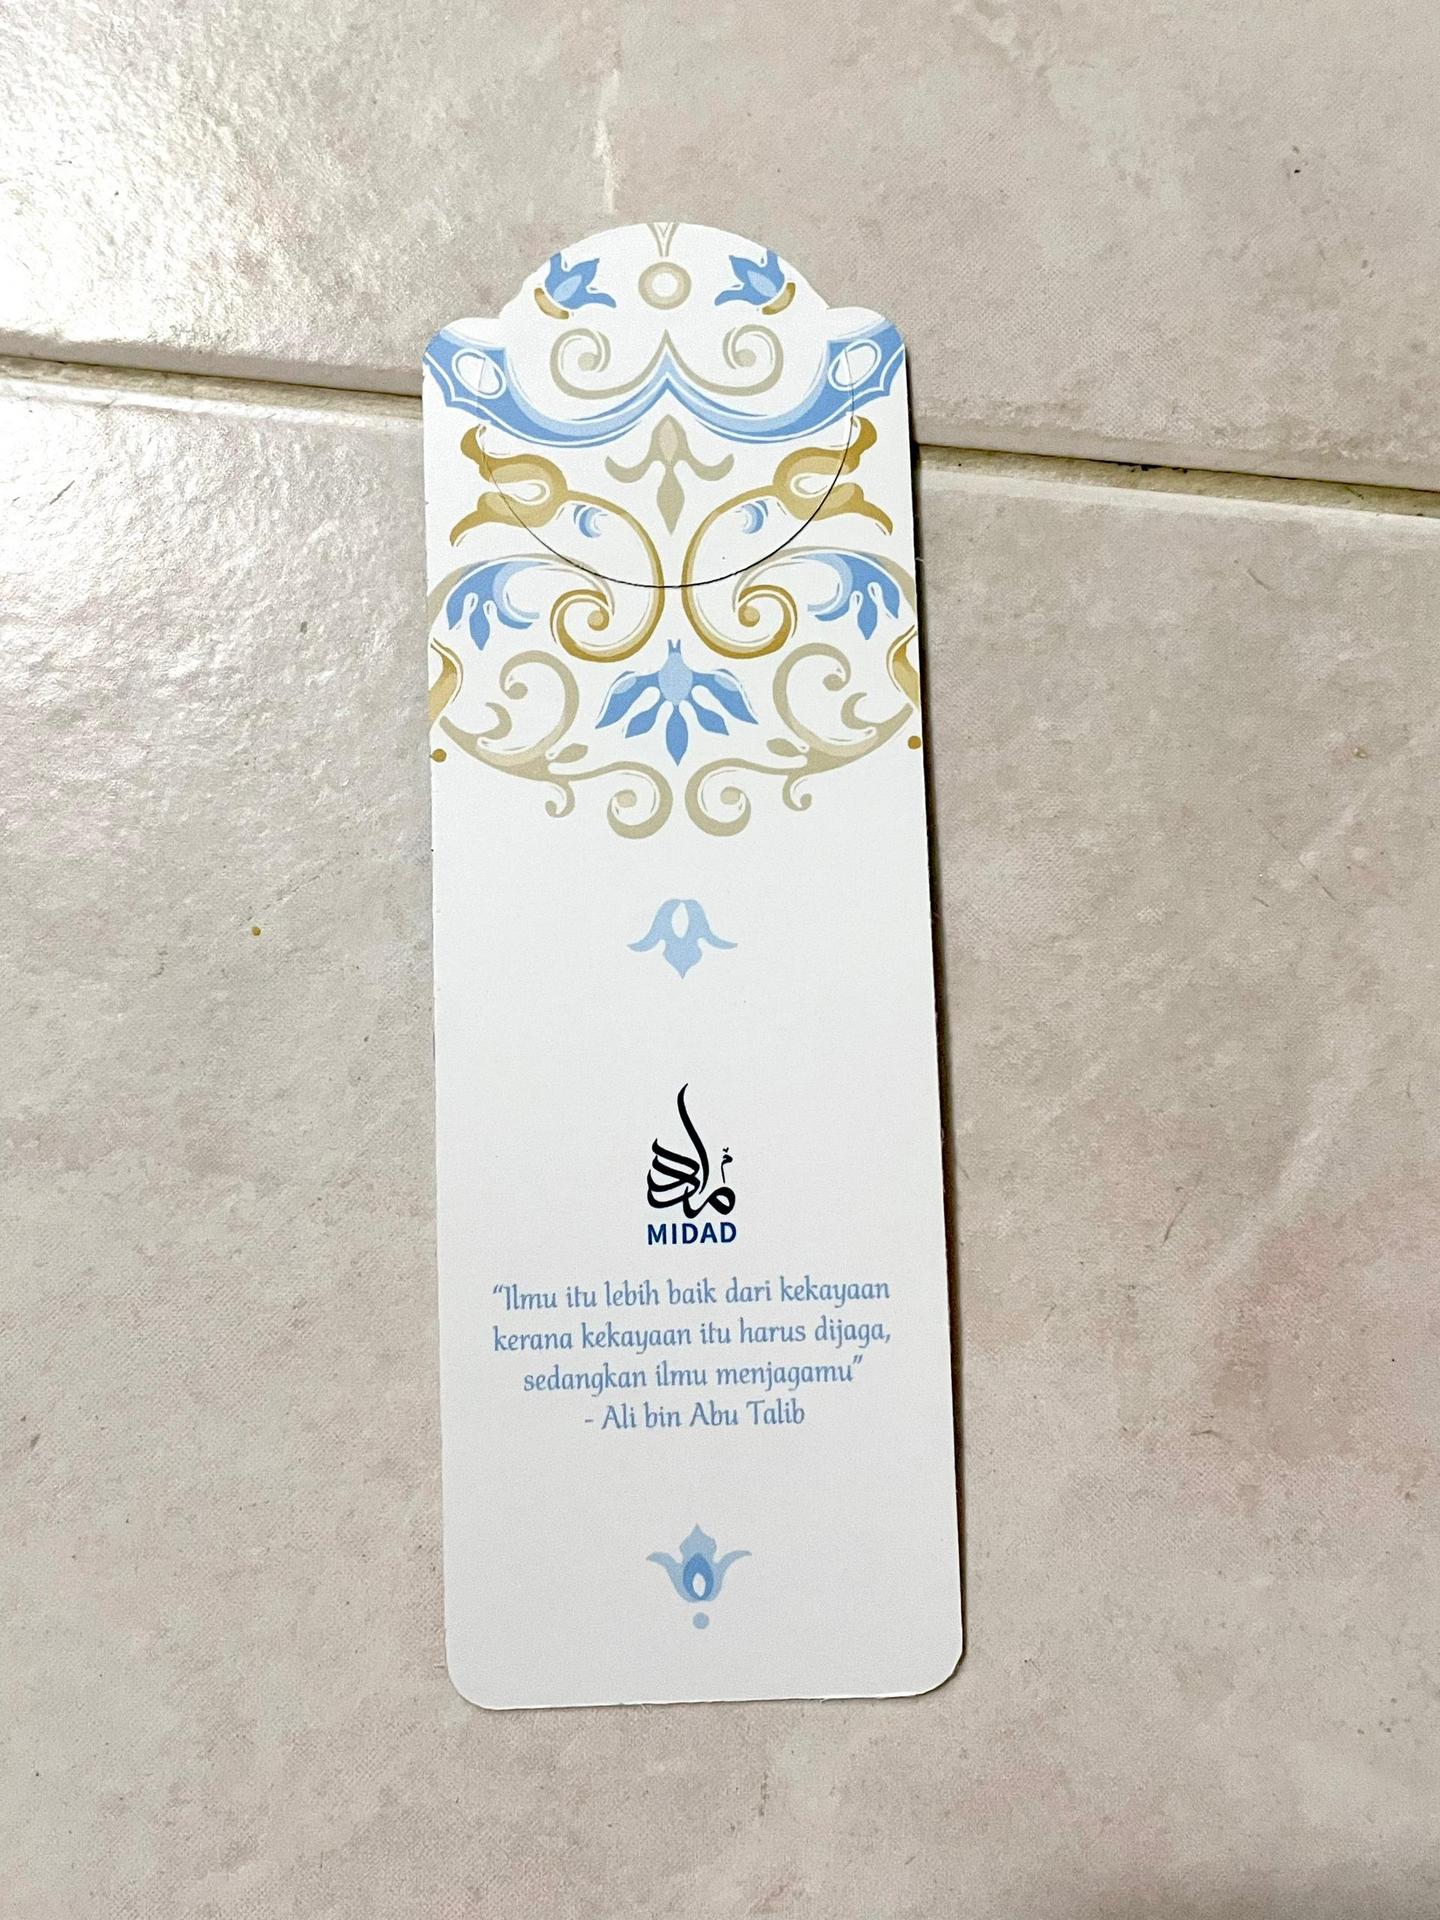 مداد
MIDAD
“Ilmu itu lebih baik dari kekayaan
kerana kekayaan itu harus dijaga,
sedangkan ilmu menjagamu”
- Ali bin Abu Talib